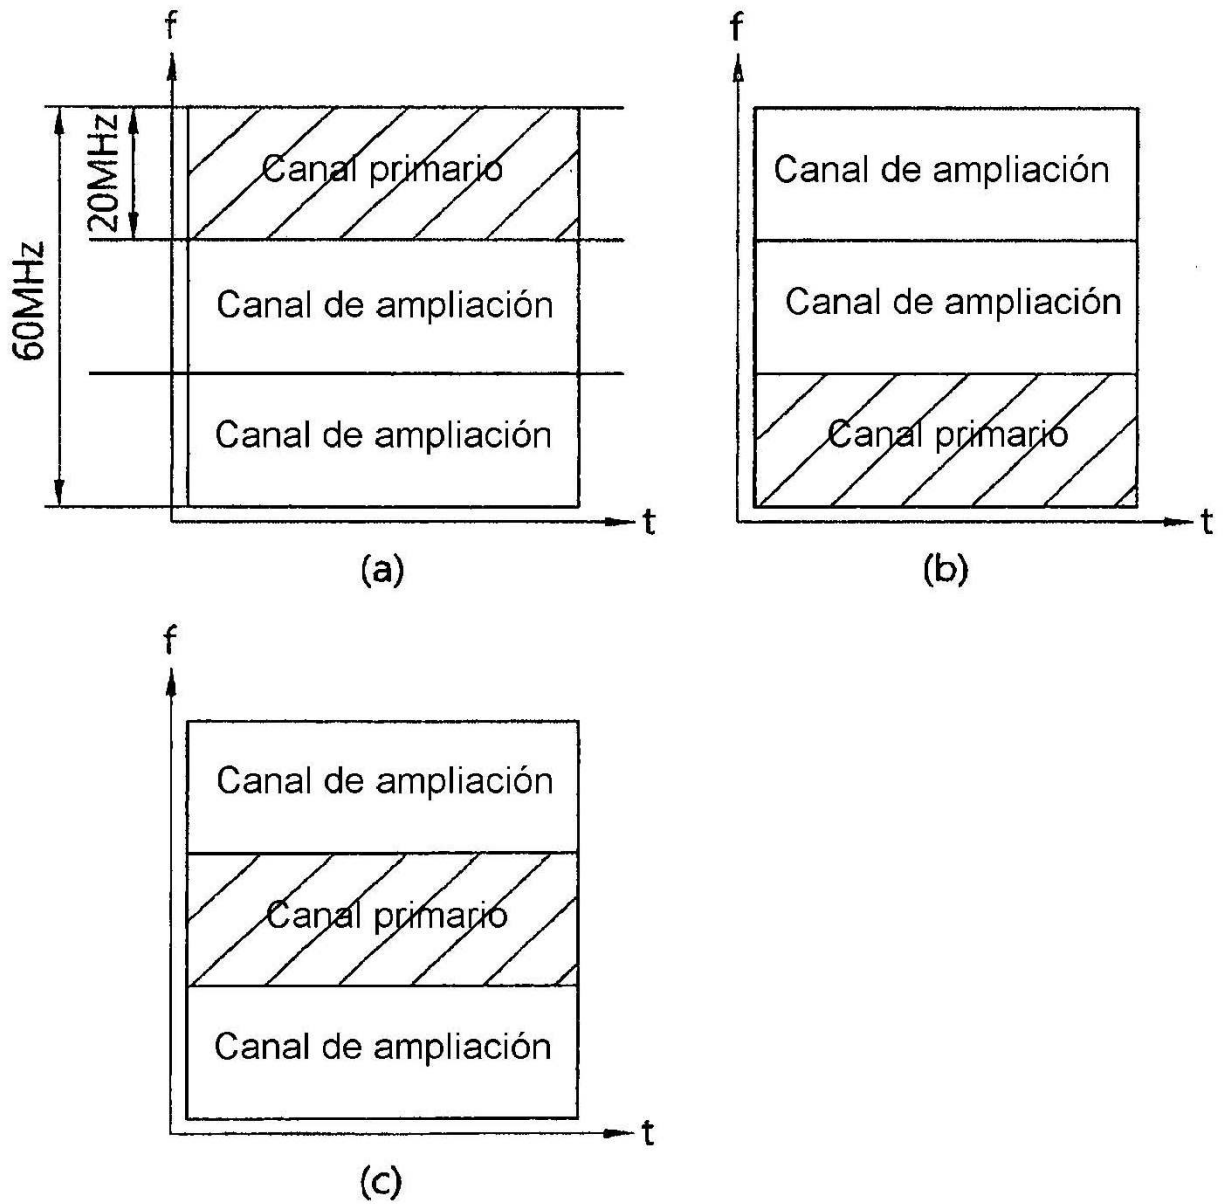 f
20MHz
60MHz
Canal primario
Canal de ampliación
Canal de ampliación
t
(a)
f
Canal de ampliación
Canal de ampliación
Canal primario
t
(b)
f
Canal de ampliación
Canal primario
Canal de ampliación
t
(c)